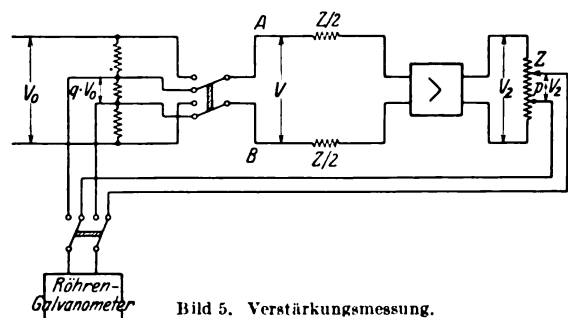 A
Z/2
V₀
q·V₀
V
>
V₂
Z
p·V₂
B
Z/2
Röhren-
Galvanometer
Bild 5. Verstärkungsmessung.